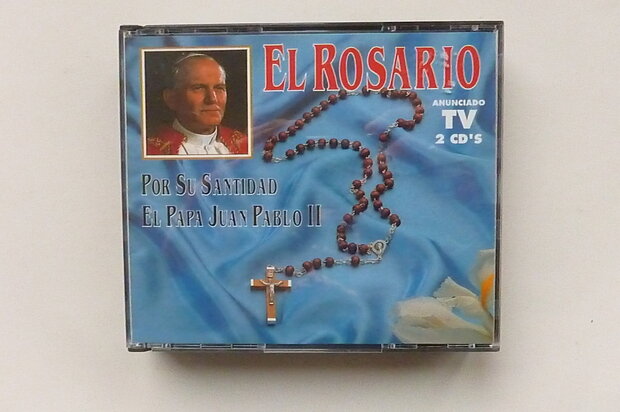 EL ROSARIO
ANUNCIADO
TV
2 CD'S
POR SU SANTIDAD
EL PAPA JUAN PABLO II